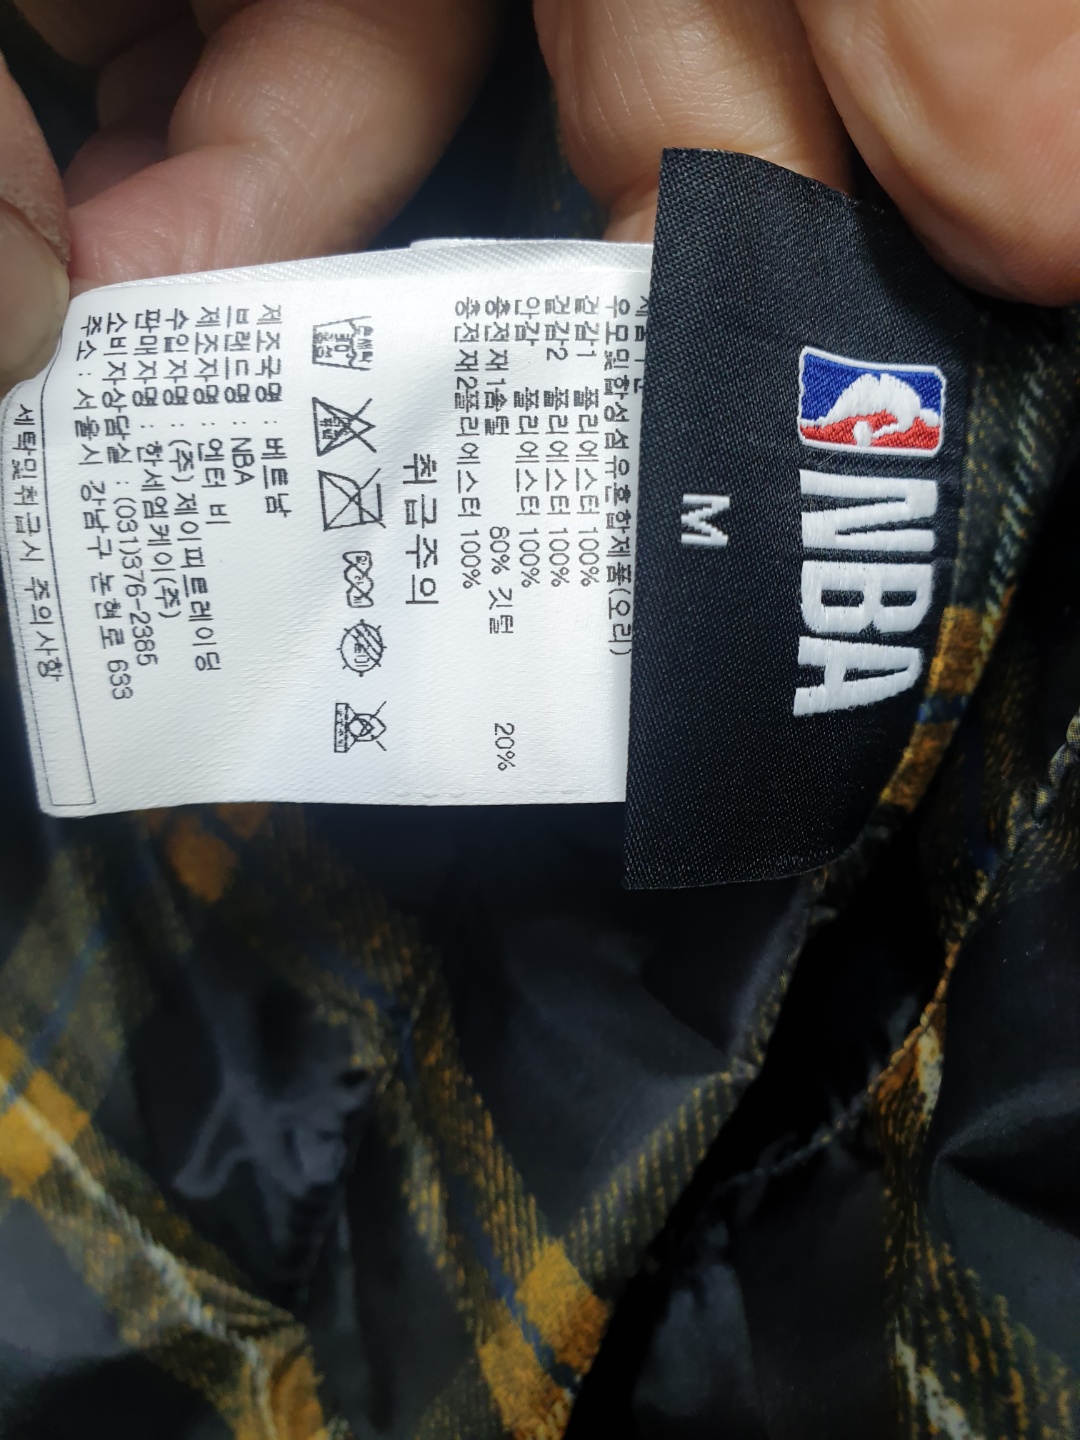 NBA
M
우모및합성섬유혼합제품(오리)
겉감1 폴리에스터 100%
겉감2 폴리에스터 100%
안감 폴리에스터 100%
충전재1솜털 80% 깃털 20%
충전재2폴리에스터 100%
취급주의
제조국명 : 베트남
브랜드명 : NBA
제조자명 : 엔티 비
수입자명 : (주) 제이피트레이딩
판매자명 : 한세엠케이(주)
소비자상담실 : (031)376-2385
주소 : 서울시 강남구 논현로 633
세탁및취급시 주의사항